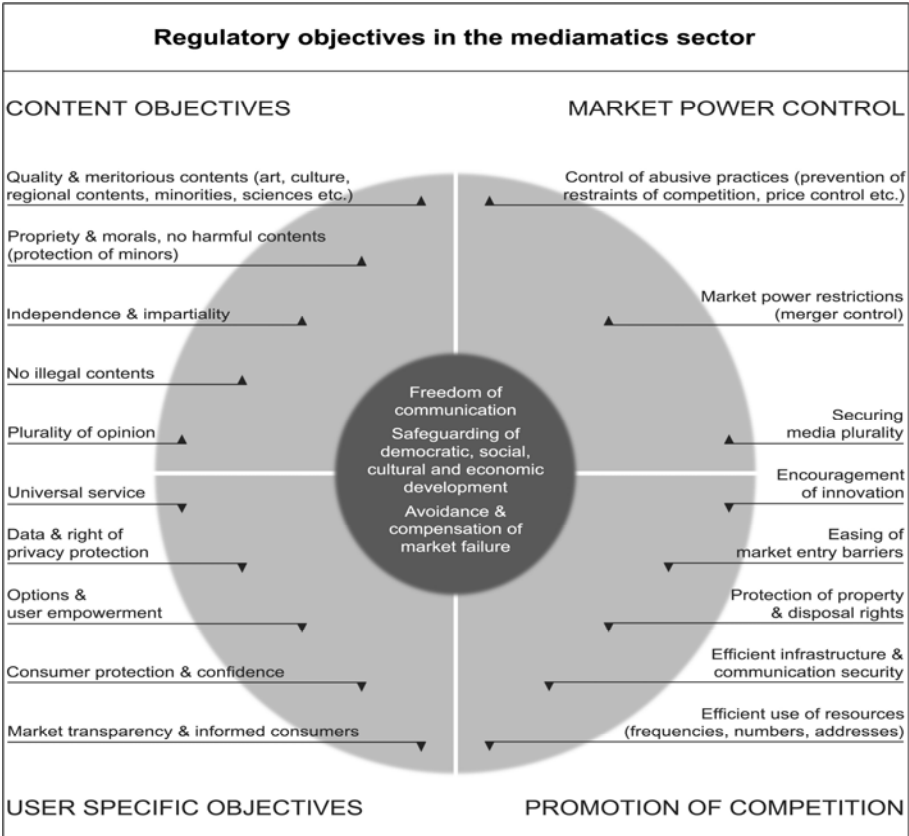 Regulatory objectives in the mediamatics sector
CONTENT OBJECTIVES
Quality & meritorious contents (art, culture,
regional contents, minorities, sciences etc.)
Propriety & morals, no harmful contents
(protection of minors)
Independence & impartiality
No illegal contents
Plurality of opinion
MARKET POWER CONTROL
Control of abusive practices (prevention of
restraints of competition, price control etc.)
Market power restrictions
(merger control)
Securing
media plurality
Freedom of
communication
Safeguarding of
democratic, social,
cultural and economic
development
Avoidance &
compensation of
market failure
Universal service
Data & right of
privacy protection
Options &
user empowerment
Consumer protection & confidence
Market transparency & informed consumers
USER SPECIFIC OBJECTIVES
Encouragement
of innovation
Easing of
market entry barriers
Protection of property
& disposal rights
Efficient infrastructure &
communication security
Efficient use of resources
(frequencies, numbers, addresses)
PROMOTION OF COMPETITION